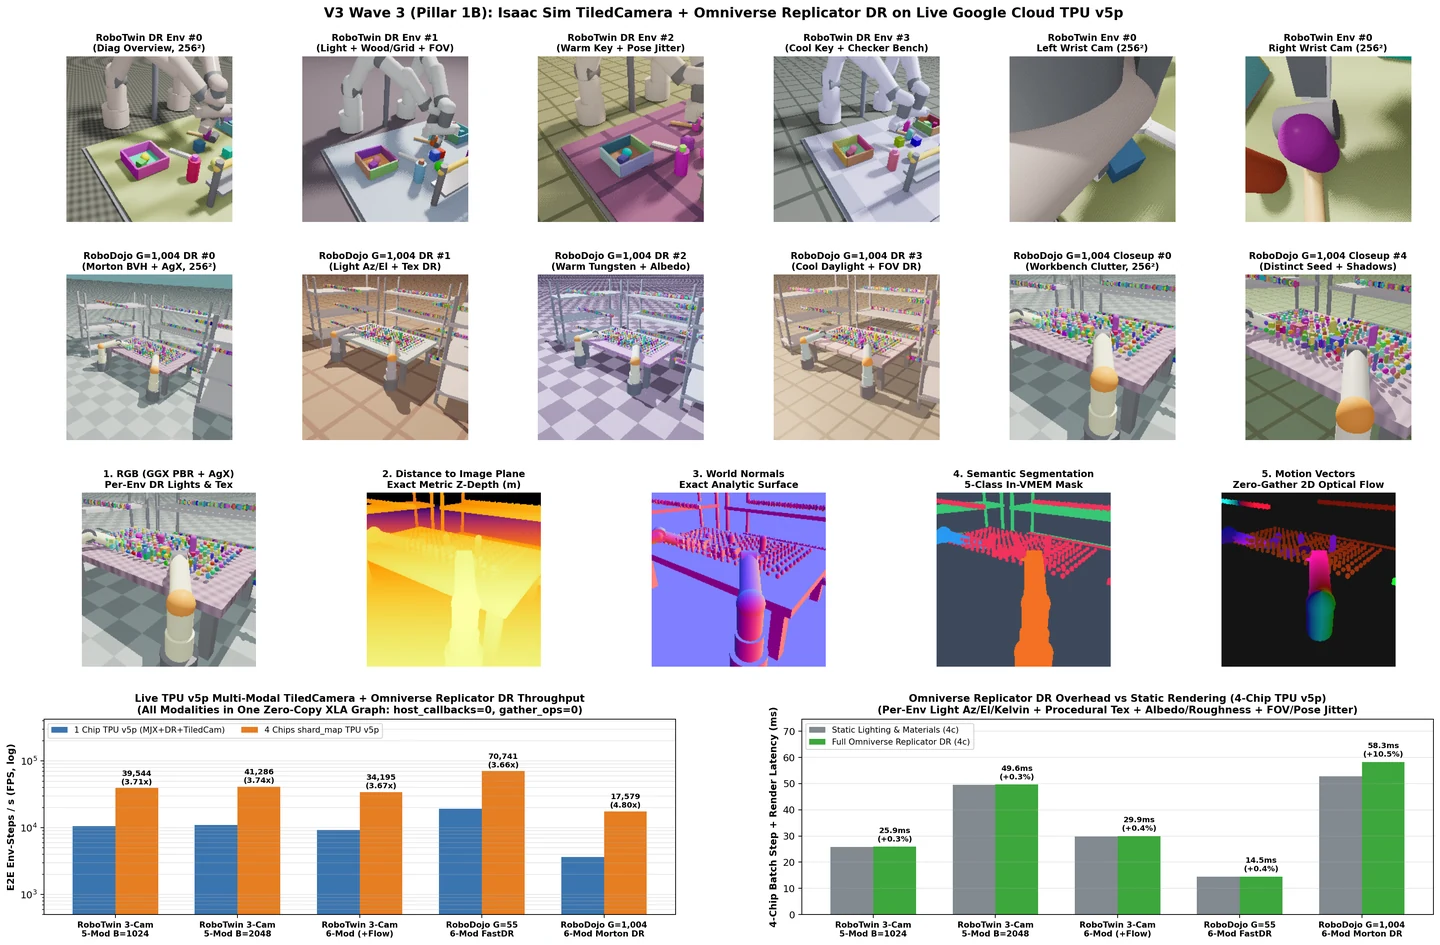 V3 Wave 3 (Pillar 1B): Isaac Sim TiledCamera + Omniverse Replicator DR on Live Google Cloud TPU v5p
RoboTwin DR Env #0
(Diag Overview, 256²)
RoboTwin DR Env #1
(Light + Wood/Grid + FOV)
RoboTwin DR Env #2
(Warm Key + Pose Jitter)
RoboTwin DR Env #3
(Cool Key + Checker Bench)
RoboTwin Env #0
Left Wrist Cam (256²)
RoboTwin Env #0
Right Wrist Cam (256²)
RoboDojo G=1,004 DR #0
(Morton BVH + AgX, 256²)
RoboDojo G=1,004 DR #1
(Light Az/El + Tex DR)
RoboDojo G=1,004 DR #2
(Warm Tungsten + Albedo)
RoboDojo G=1,004 DR #3
(Cool Daylight + FOV DR)
RoboDojo G=1,004 Closeup #0
(Workbench Clutter, 256²)
RoboDojo G=1,004 Closeup #4
(Distinct Seed + Shadows)
1. RGB (GGX PBR + AgX)
Per-Env DR Lights & Tex
2. Distance to Image Plane
Exact Metric Z-Depth (m)
3. World Normals
Exact Analytic Surface
4. Semantic Segmentation
5-Class In-VMEM Mask
5. Motion Vectors
Zero-Gather 2D Optical Flow
Live TPU v5p Multi-Modal TiledCamera + Omniverse Replicator DR Throughput
(All Modalities in One Zero-Copy XLA Graph: host_callbacks=0, gather_ops=0)
E2E Env-Steps / s (FPS, log)
1 Chip TPU v5p (MJX+DR+TiledCam)
4 Chips shard_map TPU v5p
10⁵
10⁴
10³
39,544
(3.71x)
41,286
(3.74x)
34,195
(3.67x)
70,741
(3.66x)
17,579
(4.80x)
RoboTwin 3-Cam
5-Mod B=1024
RoboTwin 3-Cam
5-Mod B=2048
RoboTwin 3-Cam
6-Mod (+Flow)
RoboDojo G=55
6-Mod FastDR
RoboDojo G=1,004
6-Mod Morton DR
Omniverse Replicator DR Overhead vs Static Rendering (4-Chip TPU v5p)
(Per-Env Light Az/El/Kelvin + Procedural Tex + Albedo/Roughness + FOV/Pose Jitter)
4-Chip Batch Step + Render Latency (ms)
Static Lighting & Materials (4c)
Full Omniverse Replicator DR (4c)
70
60
50
40
30
20
10
0
25.9ms
(+0.3%)
49.6ms
(+0.3%)
29.9ms
(+0.4%)
14.5ms
(+0.4%)
58.3ms
(+10.5%)
RoboTwin 3-Cam
5-Mod B=1024
RoboTwin 3-Cam
5-Mod B=2048
RoboTwin 3-Cam
6-Mod (+Flow)
RoboDojo G=55
6-Mod FastDR
RoboDojo G=1,004
6-Mod Morton DR